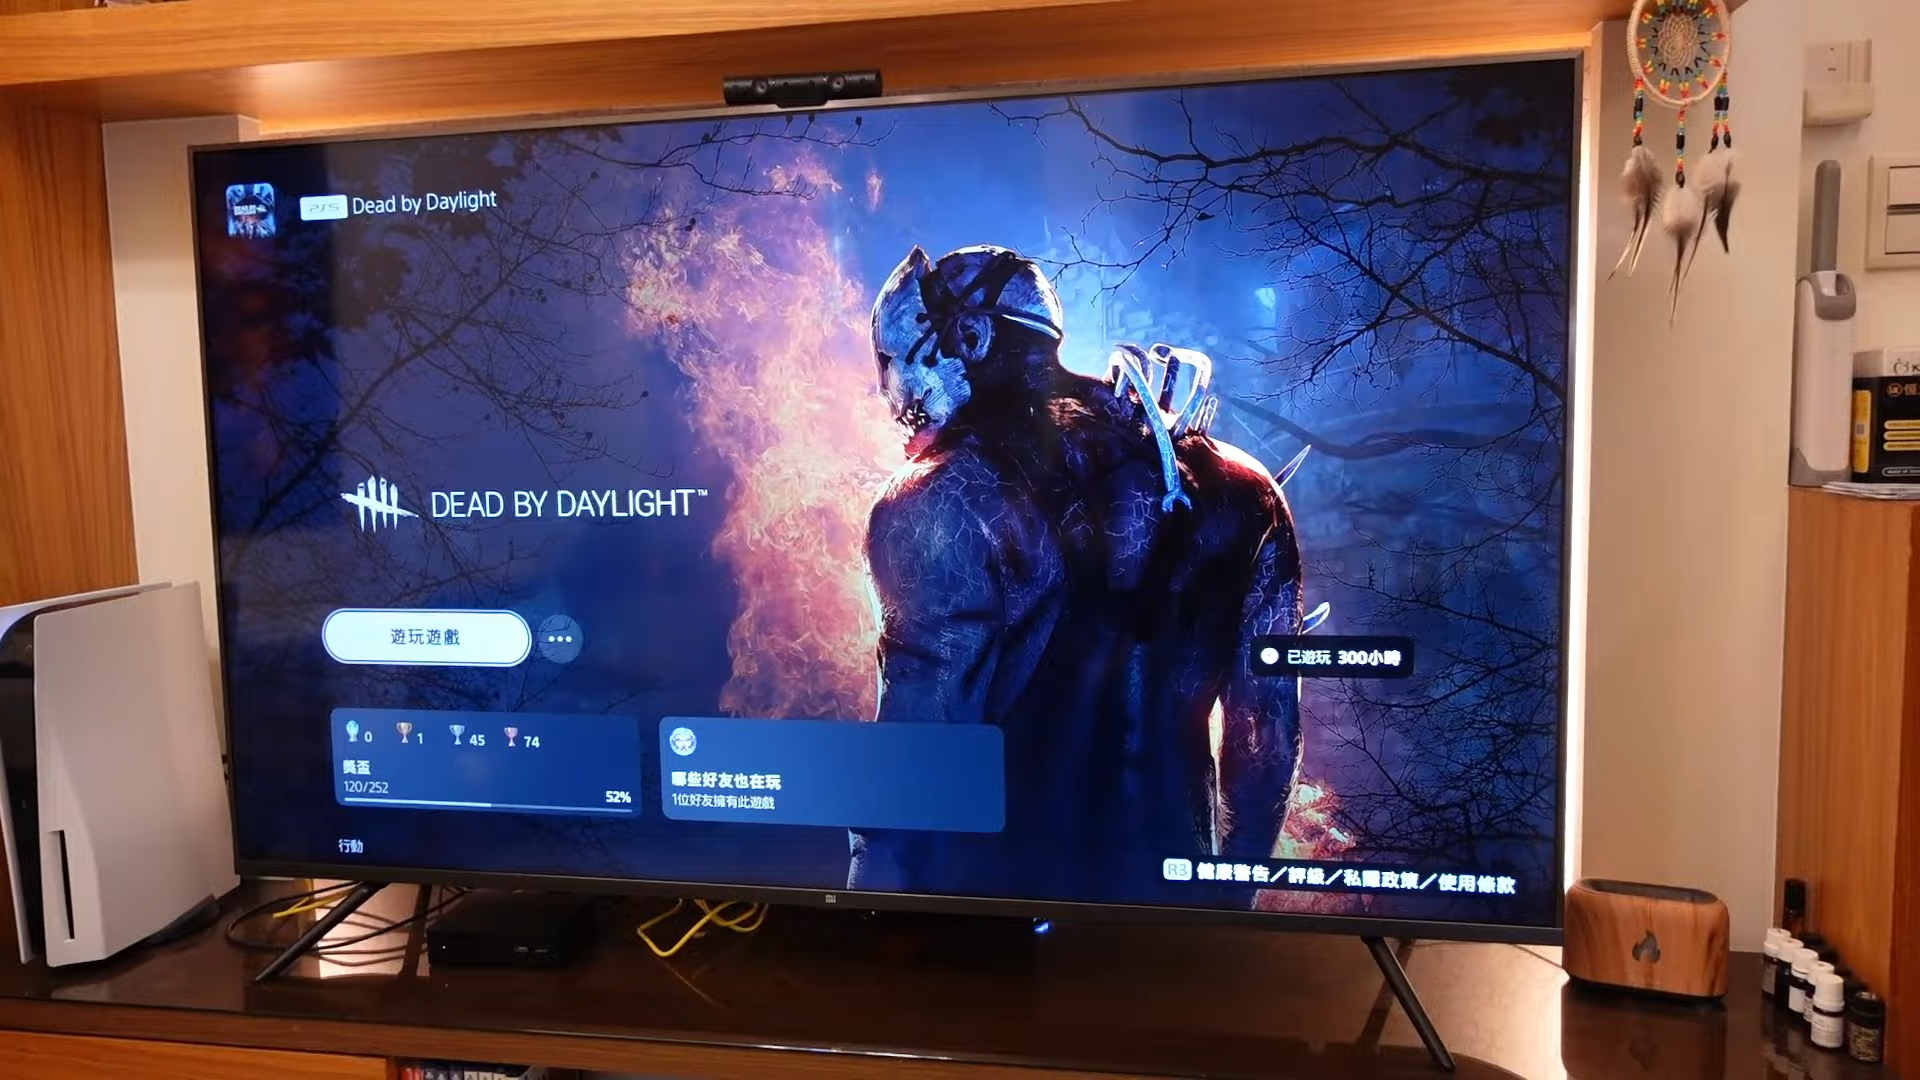 PS5 Dead by Daylight
DEAD BY DAYLIGHT™
遊玩遊戲
已遊玩 300小時
0 1 45 74
獎盃
120/252
52%
哪些好友也在玩
1位好友擁有此遊戲
行動
R3 健康警告／評級／私隱政策／使用條款
mi